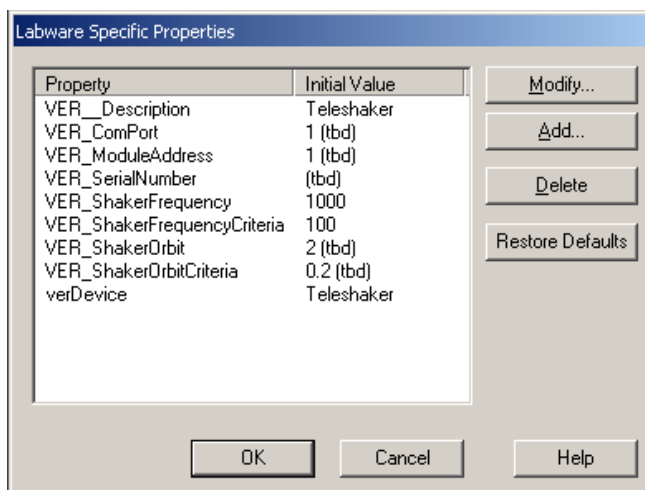 Labware Specific Properties
Property Initial Value
VER__Description Teleshaker
VER_ComPort 1 (tbd)
VER_ModuleAddress 1 (tbd)
VER_SerialNumber (tbd)
VER_ShakerFrequency 1000
VER_ShakerFrequencyCriteria 100
VER_ShakerOrbit 2 (tbd)
VER_ShakerOrbitCriteria 0.2 (tbd)
verDevice Teleshaker
Modify...
Add...
Delete
Restore Defaults
OK Cancel Help